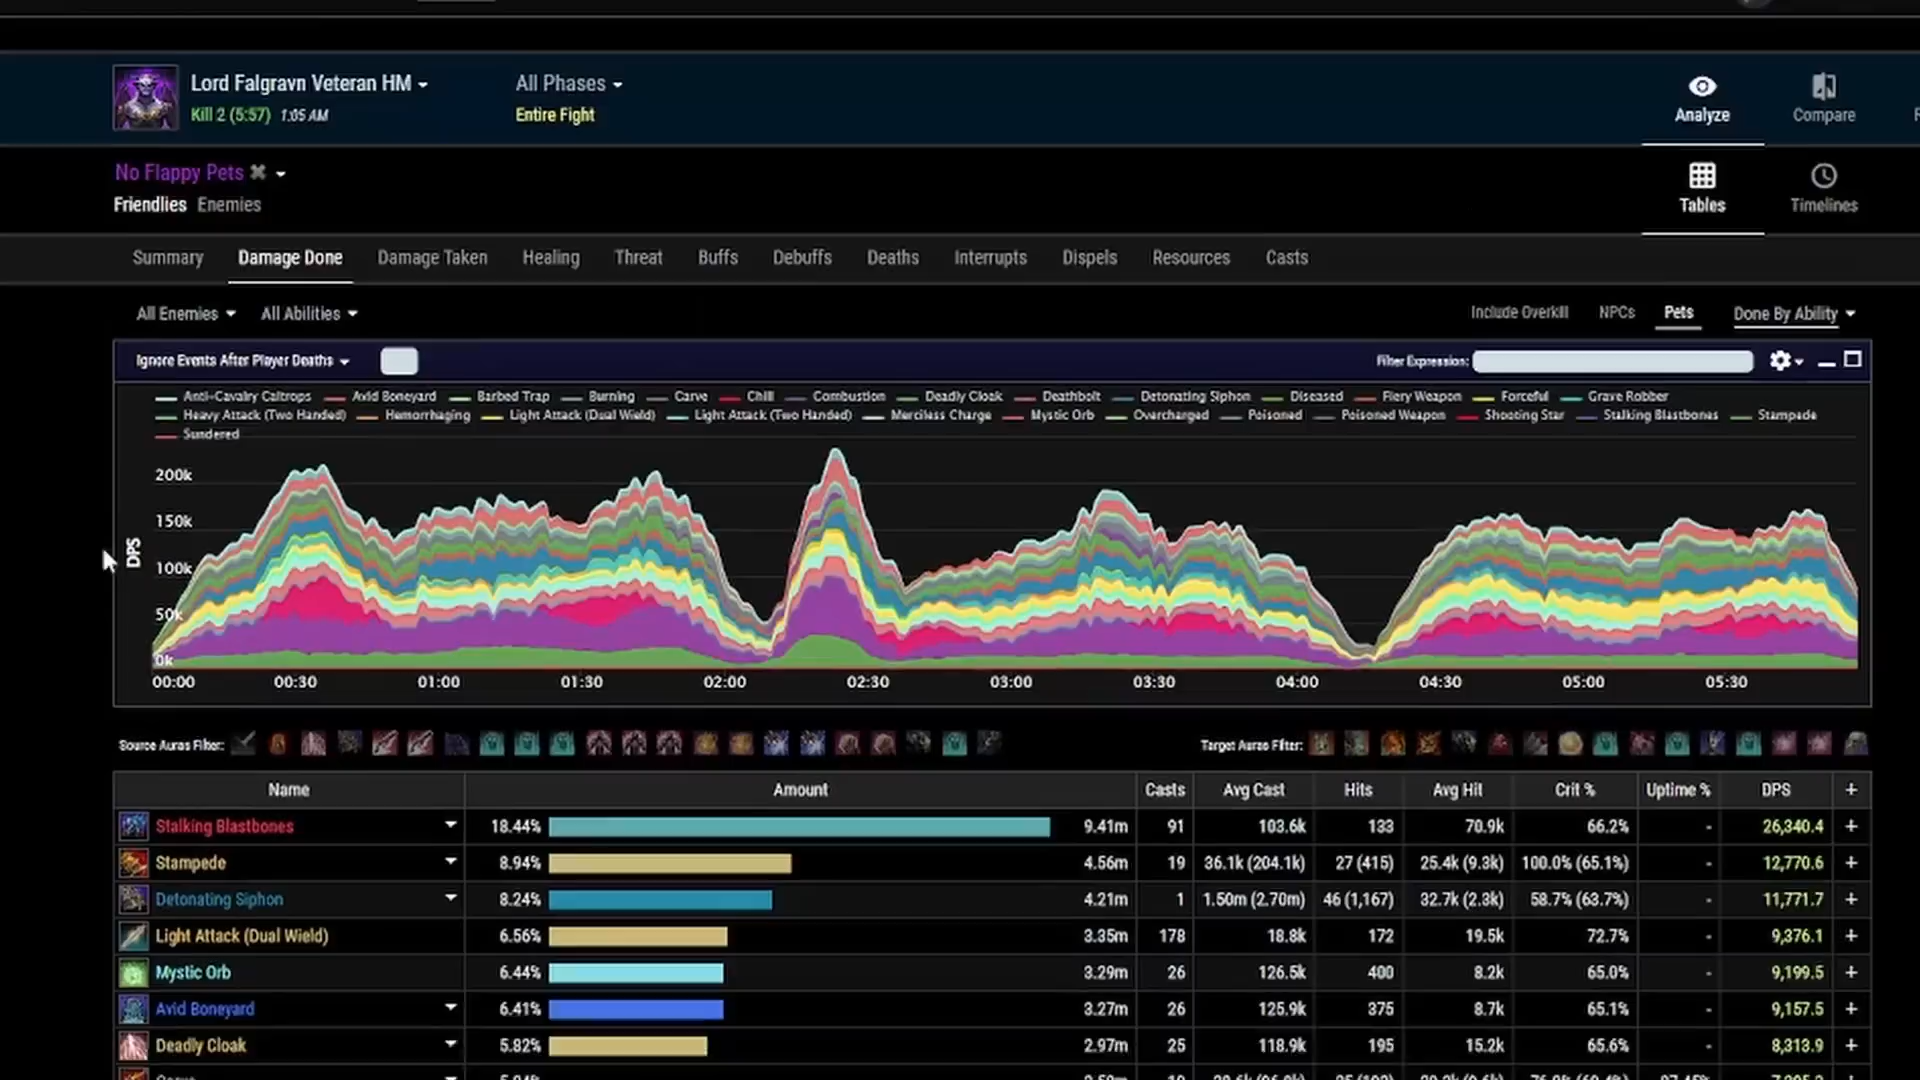 Lord Falgravn Veteran HM
All Phases
Kill 2 (5:57) 1:05 AM
Entire Fight
Analyze
Compare
No Flappy Pets
Friendlies Enemies
Tables
Timelines
Summary Damage Done Damage Taken Healing Threat Buffs Debuffs Deaths Interrupts Dispels Resources Casts
All Enemies All Abilities Include Overkill NPCs Pets Done By Ability
Ignore Events After Player Deaths Filter Expression:
Anti-Cavalry Caltrops Avid Boneyard Barbed Trap Burning Carve Chill Combustion Deadly Cloak Deathbolt Detonating Siphon Diseased Fiery Weapon Forceful Grave Robber
Heavy Attack (Two Handed) Hemorrhaging Light Attack (Dual Wield) Light Attack (Two Handed) Merciless Charge Mystic Orb Overcharged Poisoned Poisoned Weapon Shooting Star Stalking Blastbones Stampede
Sundered
200k
150k
100k
50k
0k
DPS
00:00 00:30 01:00 01:30 02:00 02:30 03:00 03:30 04:00 04:30 05:00 05:30
Source Auras Filter: Target Auras Filter:
Name Amount Casts Avg Cast Hits Avg Hit Crit % Uptime % DPS +
Stalking Blastbones 18.44% 9.41m 91 103.6k 133 70.9k 66.2% - 26,340.4 +
Stampede 8.94% 4.56m 19 36.1k (204.1k) 27 (415) 25.4k (9.3k) 100.0% (65.1%) - 12,770.6 +
Detonating Siphon 8.24% 4.21m 1 1.50m (2.70m) 46 (1,167) 32.7k (2.3k) 58.7% (63.7%) - 11,771.7 +
Light Attack (Dual Wield) 6.56% 3.35m 178 18.8k 172 19.5k 72.7% - 9,376.1 +
Mystic Orb 6.44% 3.29m 26 126.5k 400 8.2k 65.0% - 9,199.5 +
Avid Boneyard 6.41% 3.27m 26 125.9k 375 8.7k 65.1% - 9,157.5 +
Deadly Cloak 5.82% 2.97m 25 118.9k 195 15.2k 65.6% - 8,313.9 +